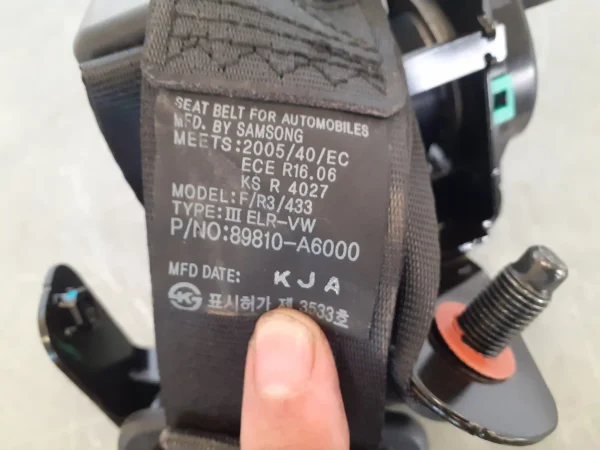 SEAT BELT FOR AUTOMOBILES
MFD. BY SAMSONG
MEETS:2005/40/EC
ECE R16.06
KS R 4027
MODEL:F/R3/433
TYPE:Ⅲ ELR-VW
P/NO:89810-A6000
MFD DATE: KJA
표시허가 제 3533호